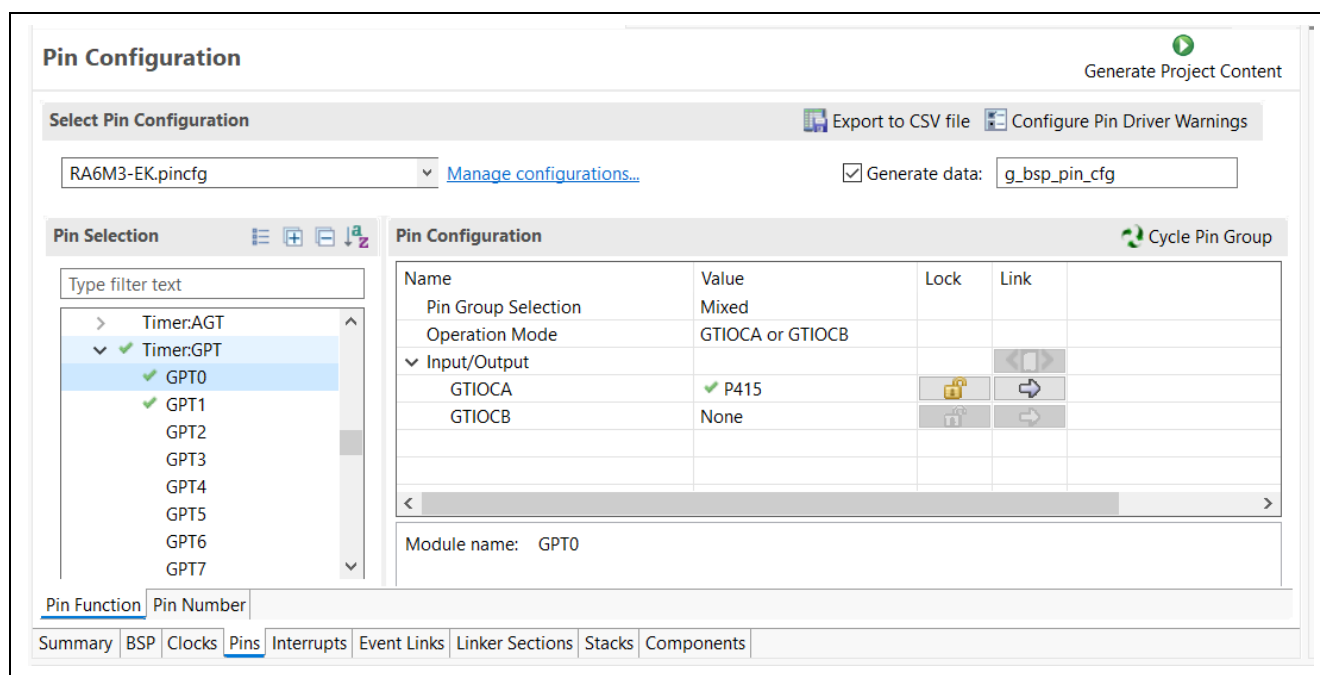 Pin Configuration
Generate Project Content
Select Pin Configuration
Export to CSV file
Configure Pin Driver Warnings
RA6M3-EK.pincfg
Manage configurations...
Generate data:
g_bsp_pin_cfg
Pin Selection
Type filter text
Timer:AGT
Timer:GPT
GPT0
GPT1
GPT2
GPT3
GPT4
GPT5
GPT6
GPT7
Pin Configuration
Cycle Pin Group
Name Value Lock Link
Pin Group Selection Mixed
Operation Mode GTIOCA or GTIOCB
Input/Output
GTIOCA P415
GTIOCB None
Module name: GPT0
Pin Function Pin Number
Summary BSP Clocks Pins Interrupts Event Links Linker Sections Stacks Components